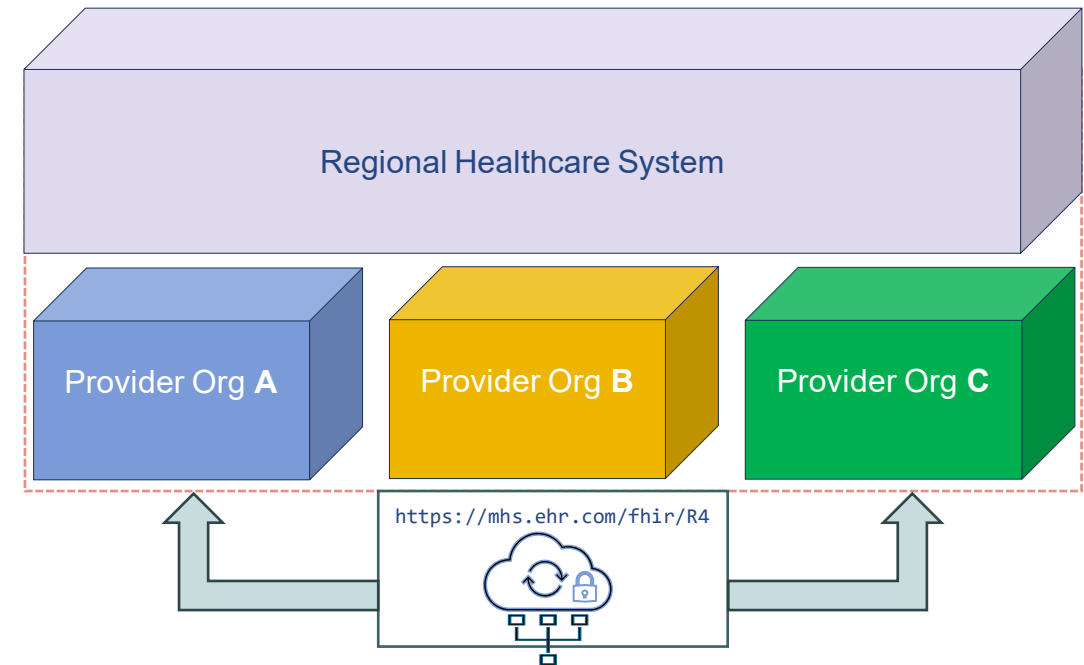 Regional Healthcare System
Provider Org A
Provider Org B
Provider Org C
https://mhs.ehr.com/fhir/R4